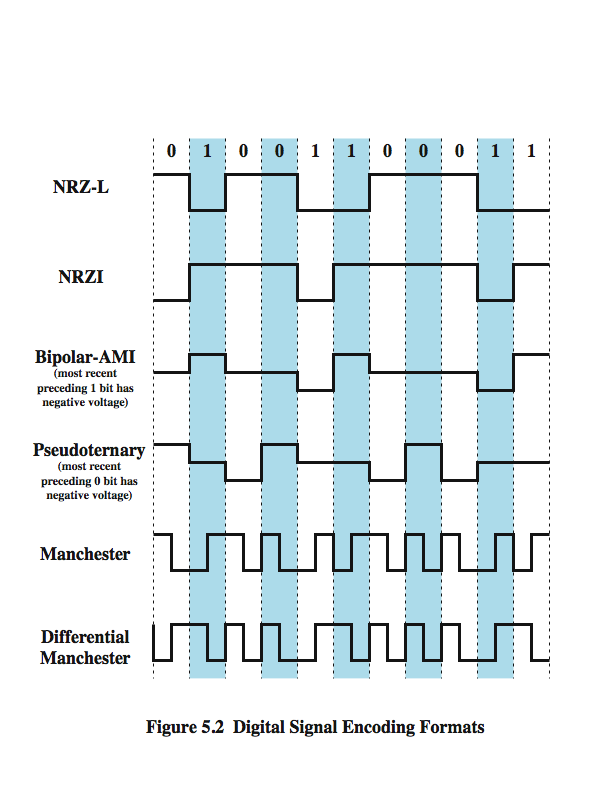 0 1 0 0 1 1 0 0 0 1 1
NRZ-L
NRZI
Bipolar-AMI
(most recent
preceding 1 bit has
negative voltage)
Pseudoternary
(most recent
preceding 0 bit has
negative voltage)
Manchester
Differential
Manchester
Figure 5.2 Digital Signal Encoding Formats